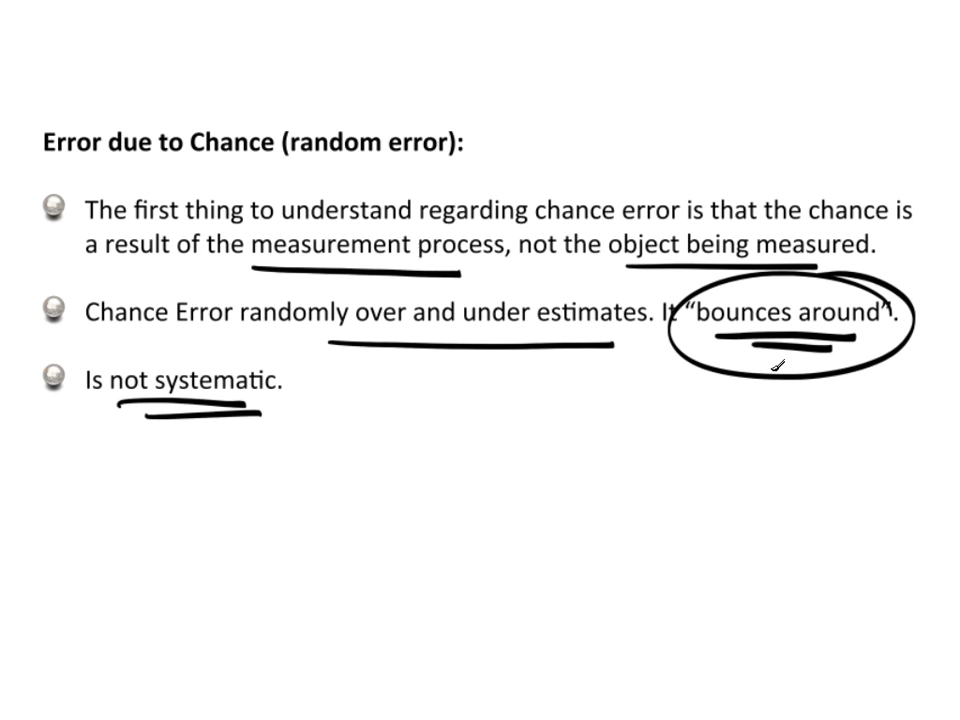 Error due to Chance (random error):
The first thing to understand regarding chance error is that the chance is
a result of the measurement process, not the object being measured.
Chance Error randomly over and under estimates. It “bounces around”.
Is not systematic.